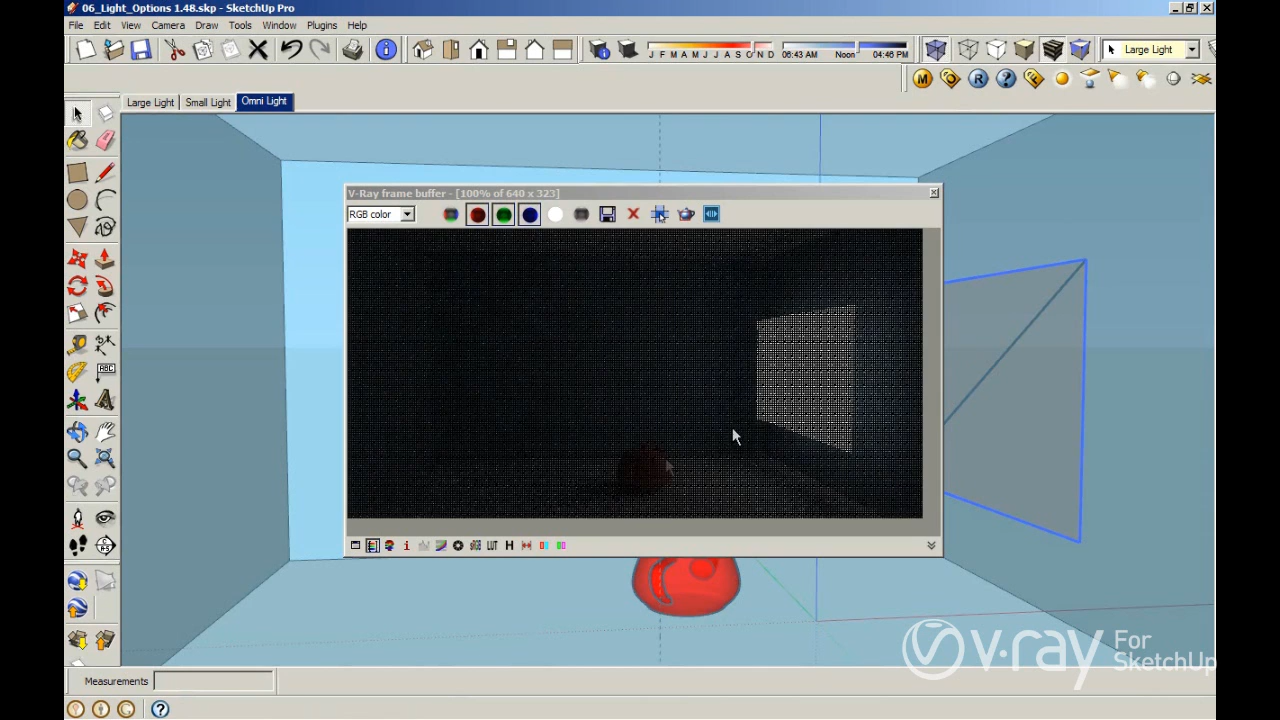 06_Light_Options 1.48.skp - SketchUp Pro
File Edit View Camera Draw Tools Window Plugins Help
J F M A M J J A S O N D 06:43 AM Noon 04:46 PM Large Light
M R ?
Large Light Small Light Omni Light
V-Ray frame buffer - [100% of 640 x 323]
RGB color
ABC
LUT H
v·ray For SketchUp
Measurements